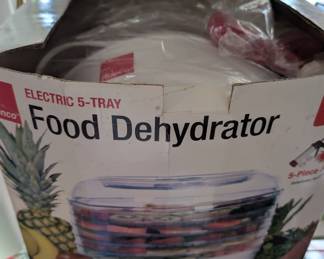 ELECTRIC 5-TRAY
Food Dehydrator
5-Piece